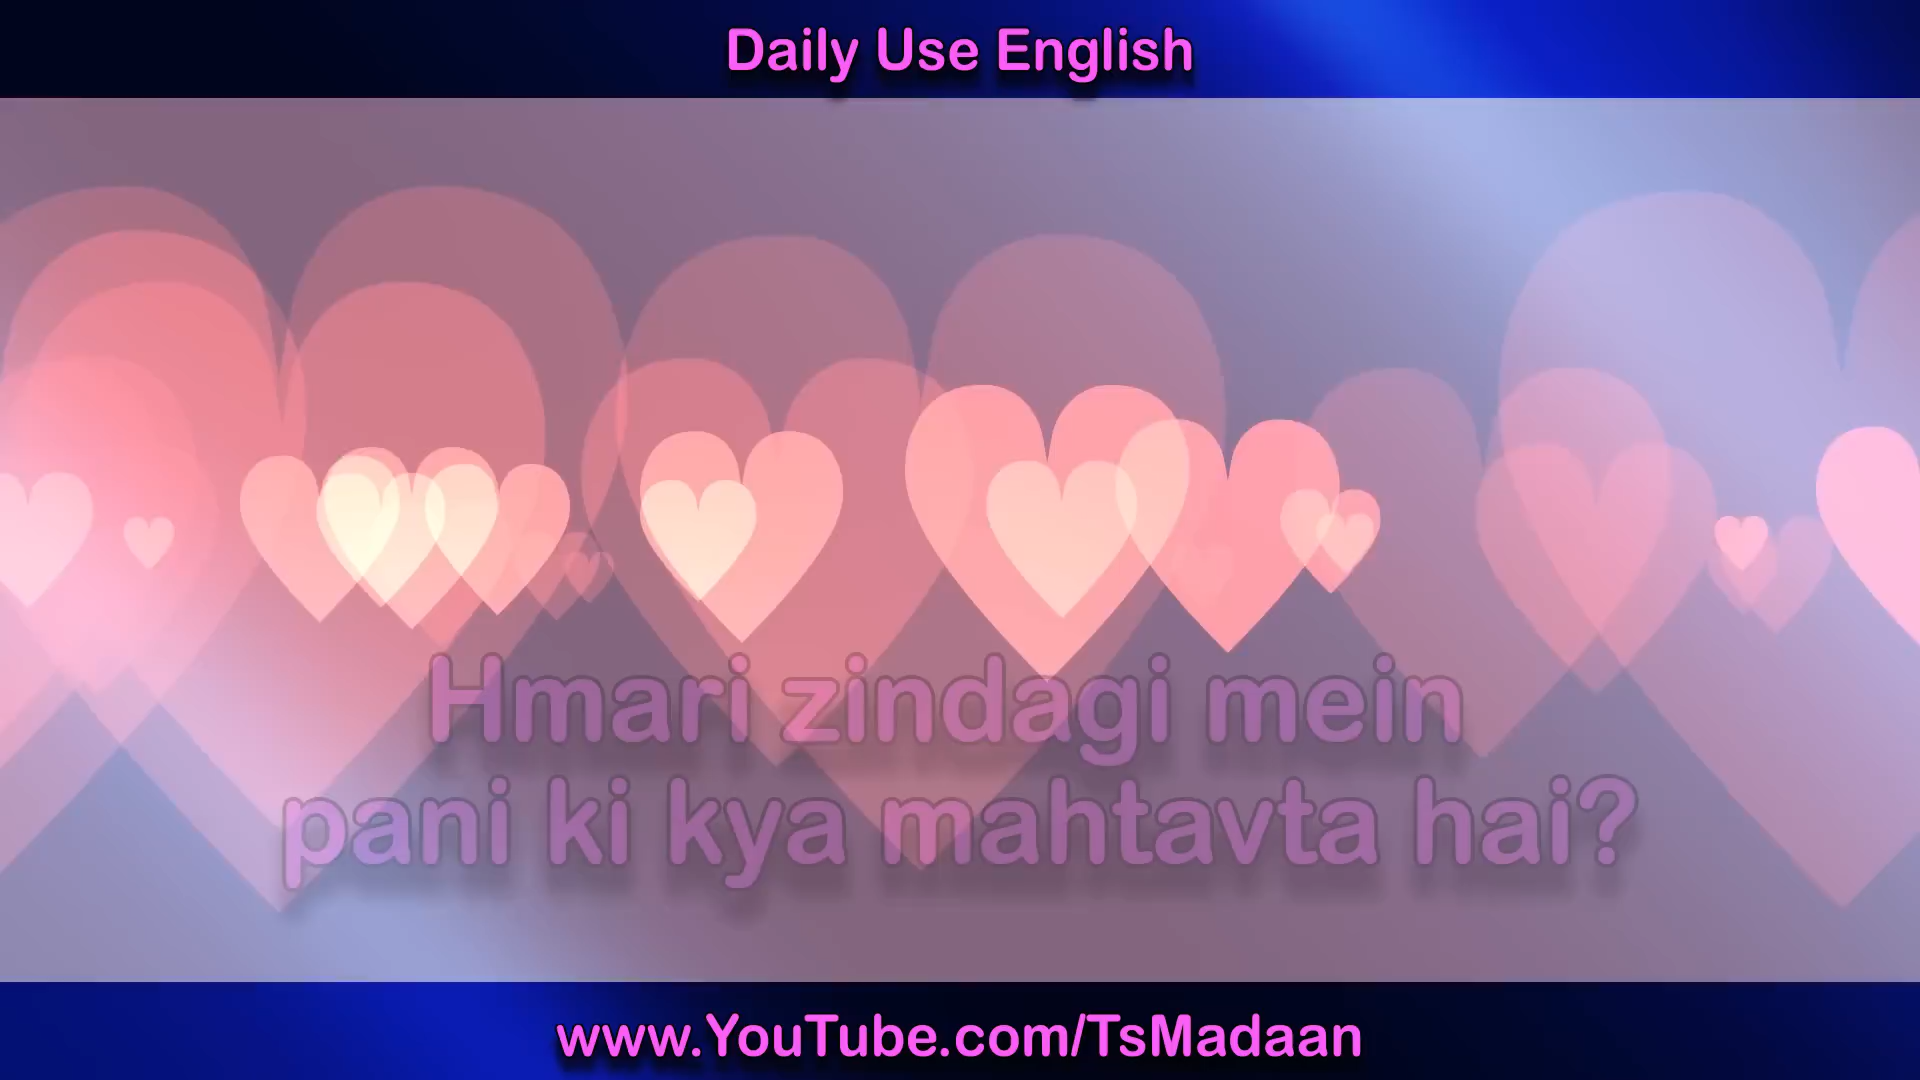 Daily Use English
Hmari zindagi mein
pani ki kya mahtavta hai?
www.YouTube.com/TsMadaan